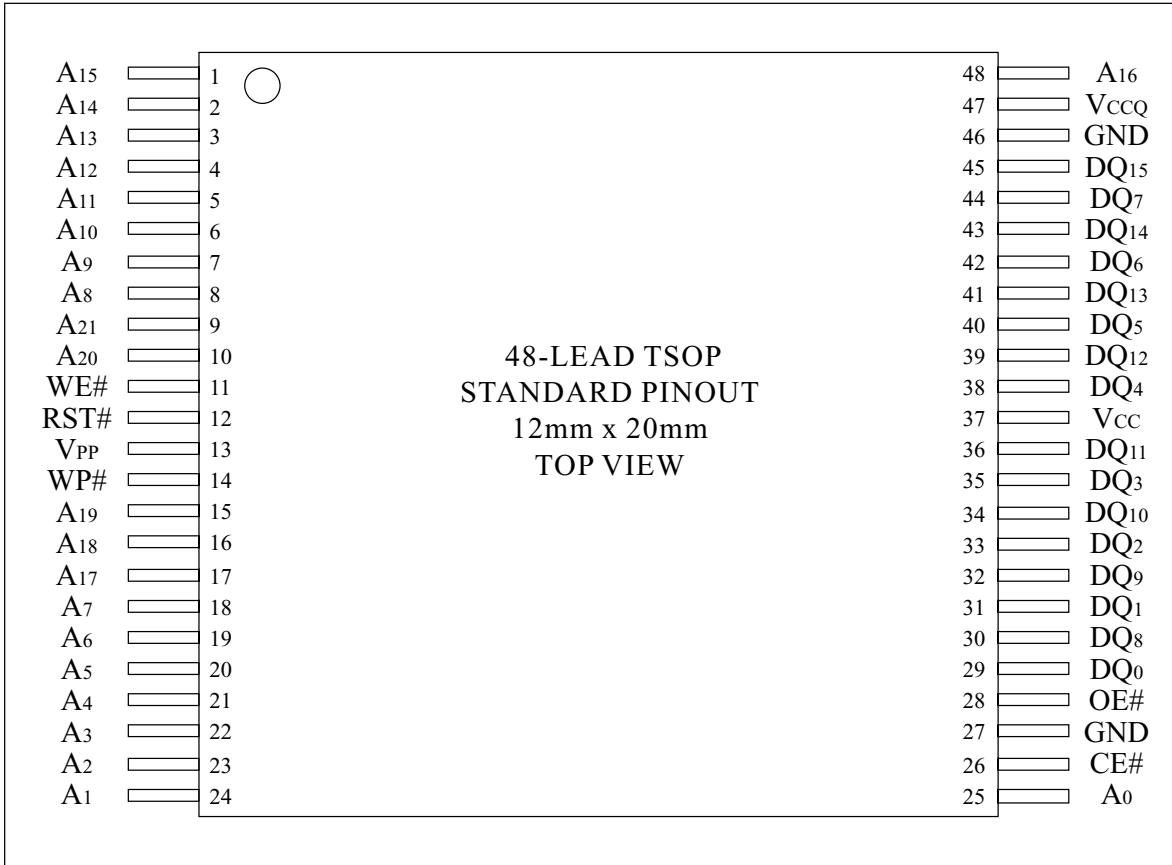 A15 1 48 A16
A14 2 47 VCCQ
A13 3 46 GND
A12 4 45 DQ15
A11 5 44 DQ7
A10 6 43 DQ14
A9 7 42 DQ6
A8 8 41 DQ13
A21 9 40 DQ5
A20 10 39 DQ12
WE# 11 38 DQ4
RST# 12 37 VCC
VPP 13 36 DQ11
WP# 14 35 DQ3
A19 15 34 DQ10
A18 16 33 DQ2
A17 17 32 DQ9
A7 18 31 DQ1
A6 19 30 DQ8
A5 20 29 DQ0
A4 21 28 OE#
A3 22 27 GND
A2 23 26 CE#
A1 24 25 A0
48-LEAD TSOP
STANDARD PINOUT
12mm x 20mm
TOP VIEW